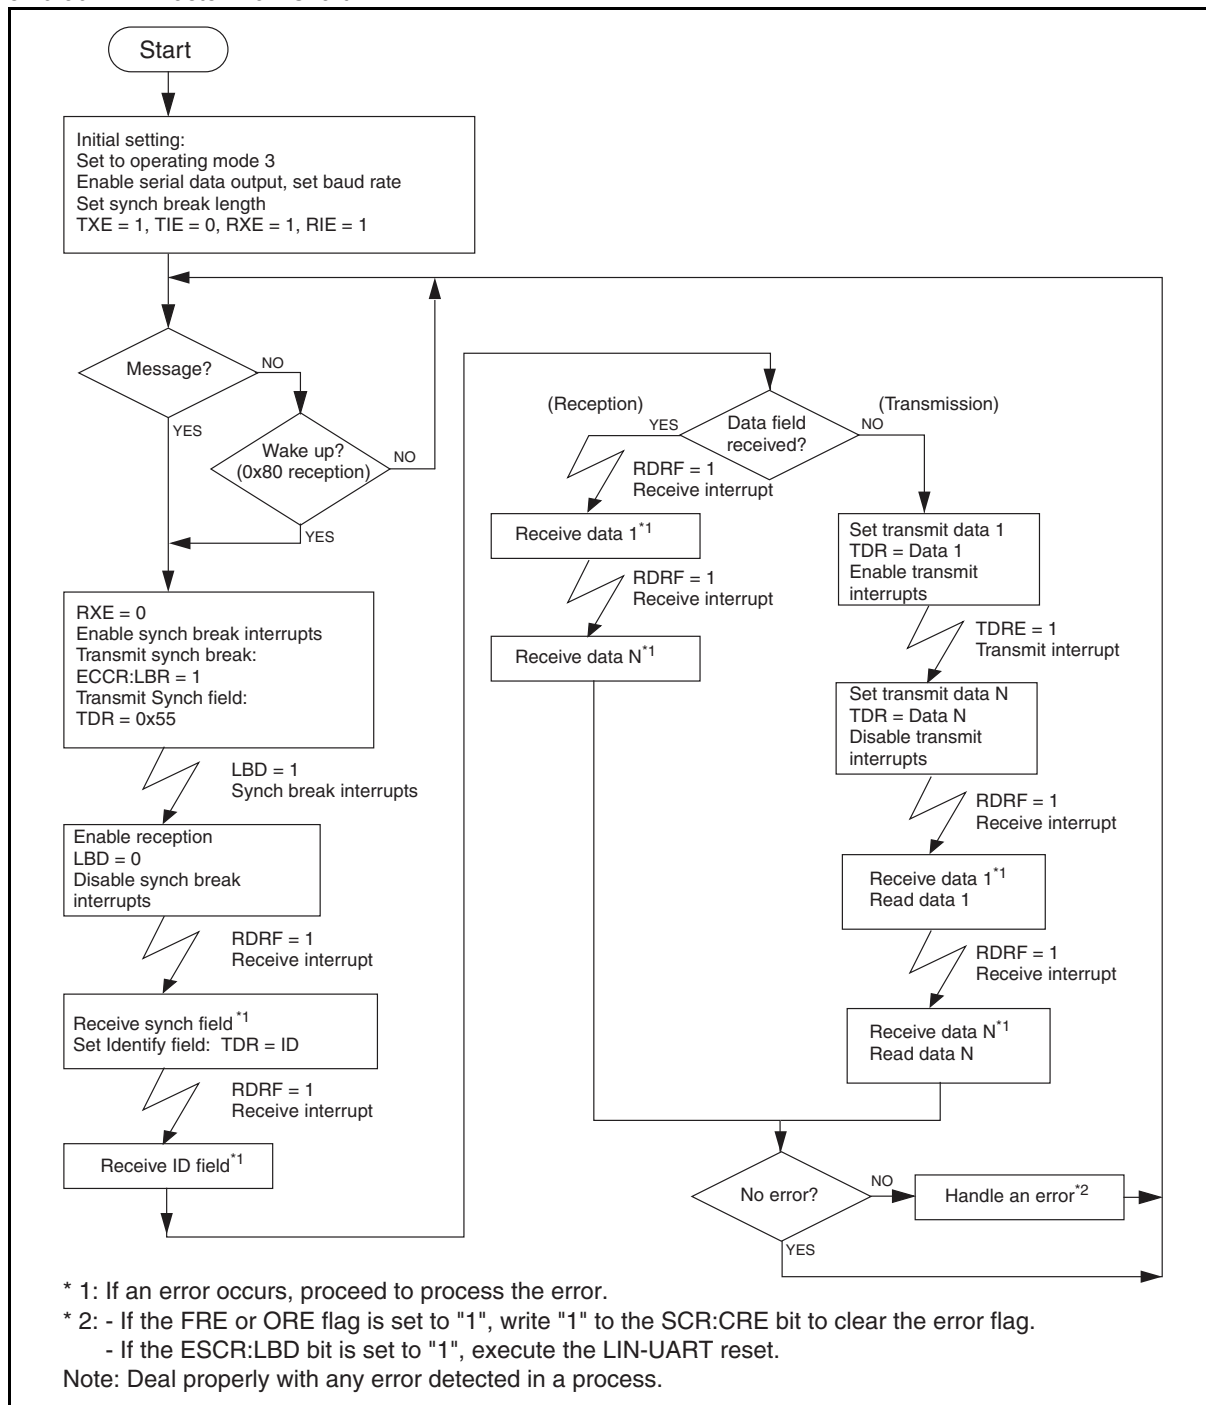 Start
Initial setting:
Set to operating mode 3
Enable serial data output, set baud rate
Set synch break length
TXE = 1, TIE = 0, RXE = 1, RIE = 1
Message?
NO
YES
Wake up?
(0x80 reception)
NO
YES
RXE = 0
Enable synch break interrupts
Transmit synch break:
ECCR:LBR = 1
Transmit Synch field:
TDR = 0x55
LBD = 1
Synch break interrupts
Enable reception
LBD = 0
Disable synch break
interrupts
RDRF = 1
Receive interrupt
Receive synch field*1
Set Identify field: TDR = ID
RDRF = 1
Receive interrupt
Receive ID field*1
Data field
received?
(Reception)
YES
(Transmission)
NO
RDRF = 1
Receive interrupt
Receive data 1*1
RDRF = 1
Receive interrupt
Receive data N*1
Set transmit data 1
TDR = Data 1
Enable transmit
interrupts
TDRE = 1
Transmit interrupt
Set transmit data N
TDR = Data N
Disable transmit
interrupts
RDRF = 1
Receive interrupt
Receive data 1*1
Read data 1
RDRF = 1
Receive interrupt
Receive data N*1
Read data N
No error?
NO
YES
Handle an error*2
* 1: If an error occurs, proceed to process the error.
* 2: - If the FRE or ORE flag is set to "1", write "1" to the SCR:CRE bit to clear the error flag.
- If the ESCR:LBD bit is set to "1", execute the LIN-UART reset.
Note: Deal properly with any error detected in a process.